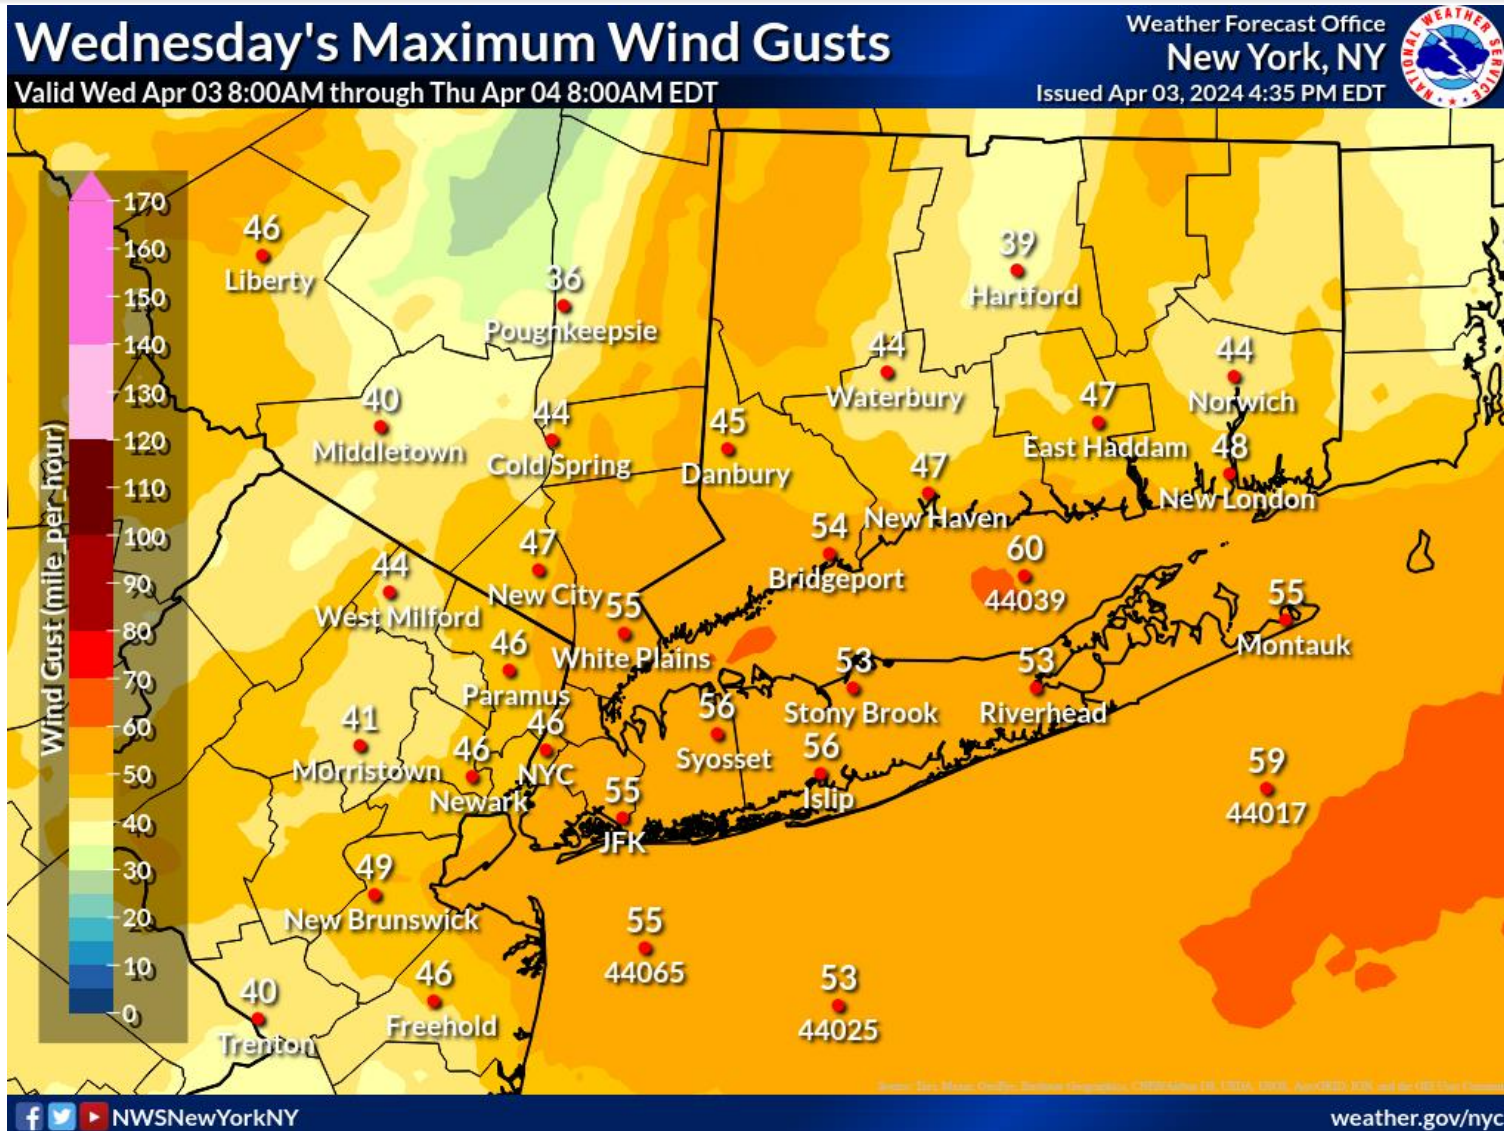 Wednesday's Maximum Wind Gusts
Valid Wed Apr 03 8:00AM through Thu Apr 04 8:00AM EDT
Weather Forecast Office
New York, NY
Issued Apr 03, 2024 4:35 PM EDT
NATIONAL WEATHER SERVICE
Wind Gust (mile_per_hour)
170
160
150
140
130
120
110
100
90
80
70
60
50
40
30
20
10
0
46
Liberty
36
Poughkeepsie
39
Hartford
44
Waterbury
44
Norwich
40
Middletown
44
Cold Spring
45
Danbury
47
East Haddam
48
New London
47
New Haven
54
Bridgeport
60
44039
47
New City
44
West Milford
55
White Plains
55
Montauk
46
Paramus
53
Stony Brook
53
Riverhead
41
Morristown
46
Newark
46
NYC
56
Syosset
56
Islip
55
JFK
59
44017
49
New Brunswick
55
44065
53
44025
46
Freehold
40
Trenton
NWSNewYorkNY
weather.gov/nyc